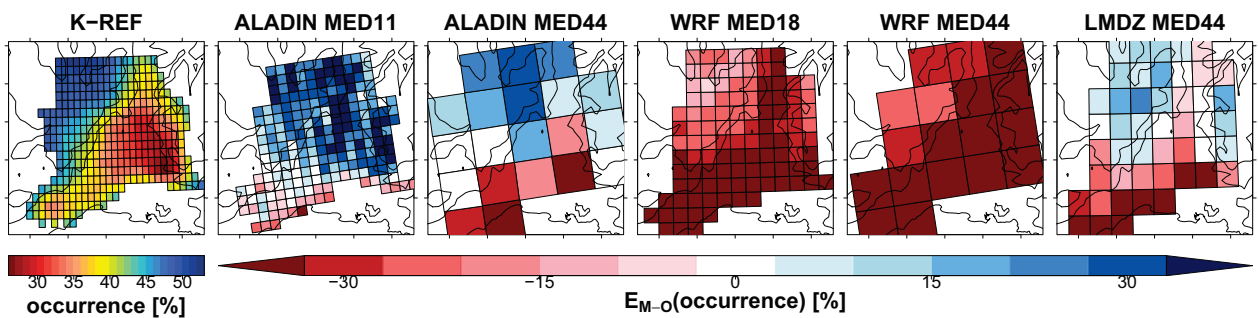 K−REF ALADIN MED11 ALADIN MED44 WRF MED18 WRF MED44 LMDZ MED44
30 35 40 45 50 −30 −15 0 15 30
occurrence [%] E_M−O(occurrence) [%]